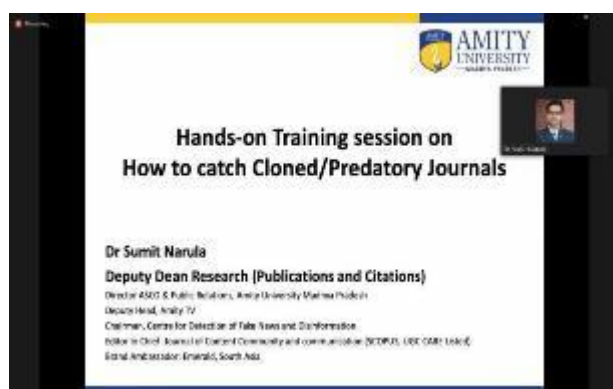 AMITY
UNIVERSITY
MADHYA PRADESH
Hands-on Training session on
How to catch Cloned/Predatory Journals
Dr Sumit Narula
Deputy Dean Research (Publications and Citations)
Director ASCO & Public Relations, Amity University Madhya Pradesh
Deputy Head, Amity TV
Chairman, Centre for Detection of Fake News and Disinformation
Editor in Chief: Journal of Content Community and communication (SCOPUS, UGC CARE Listed)
Brand Ambassador: Emerald, South Asia